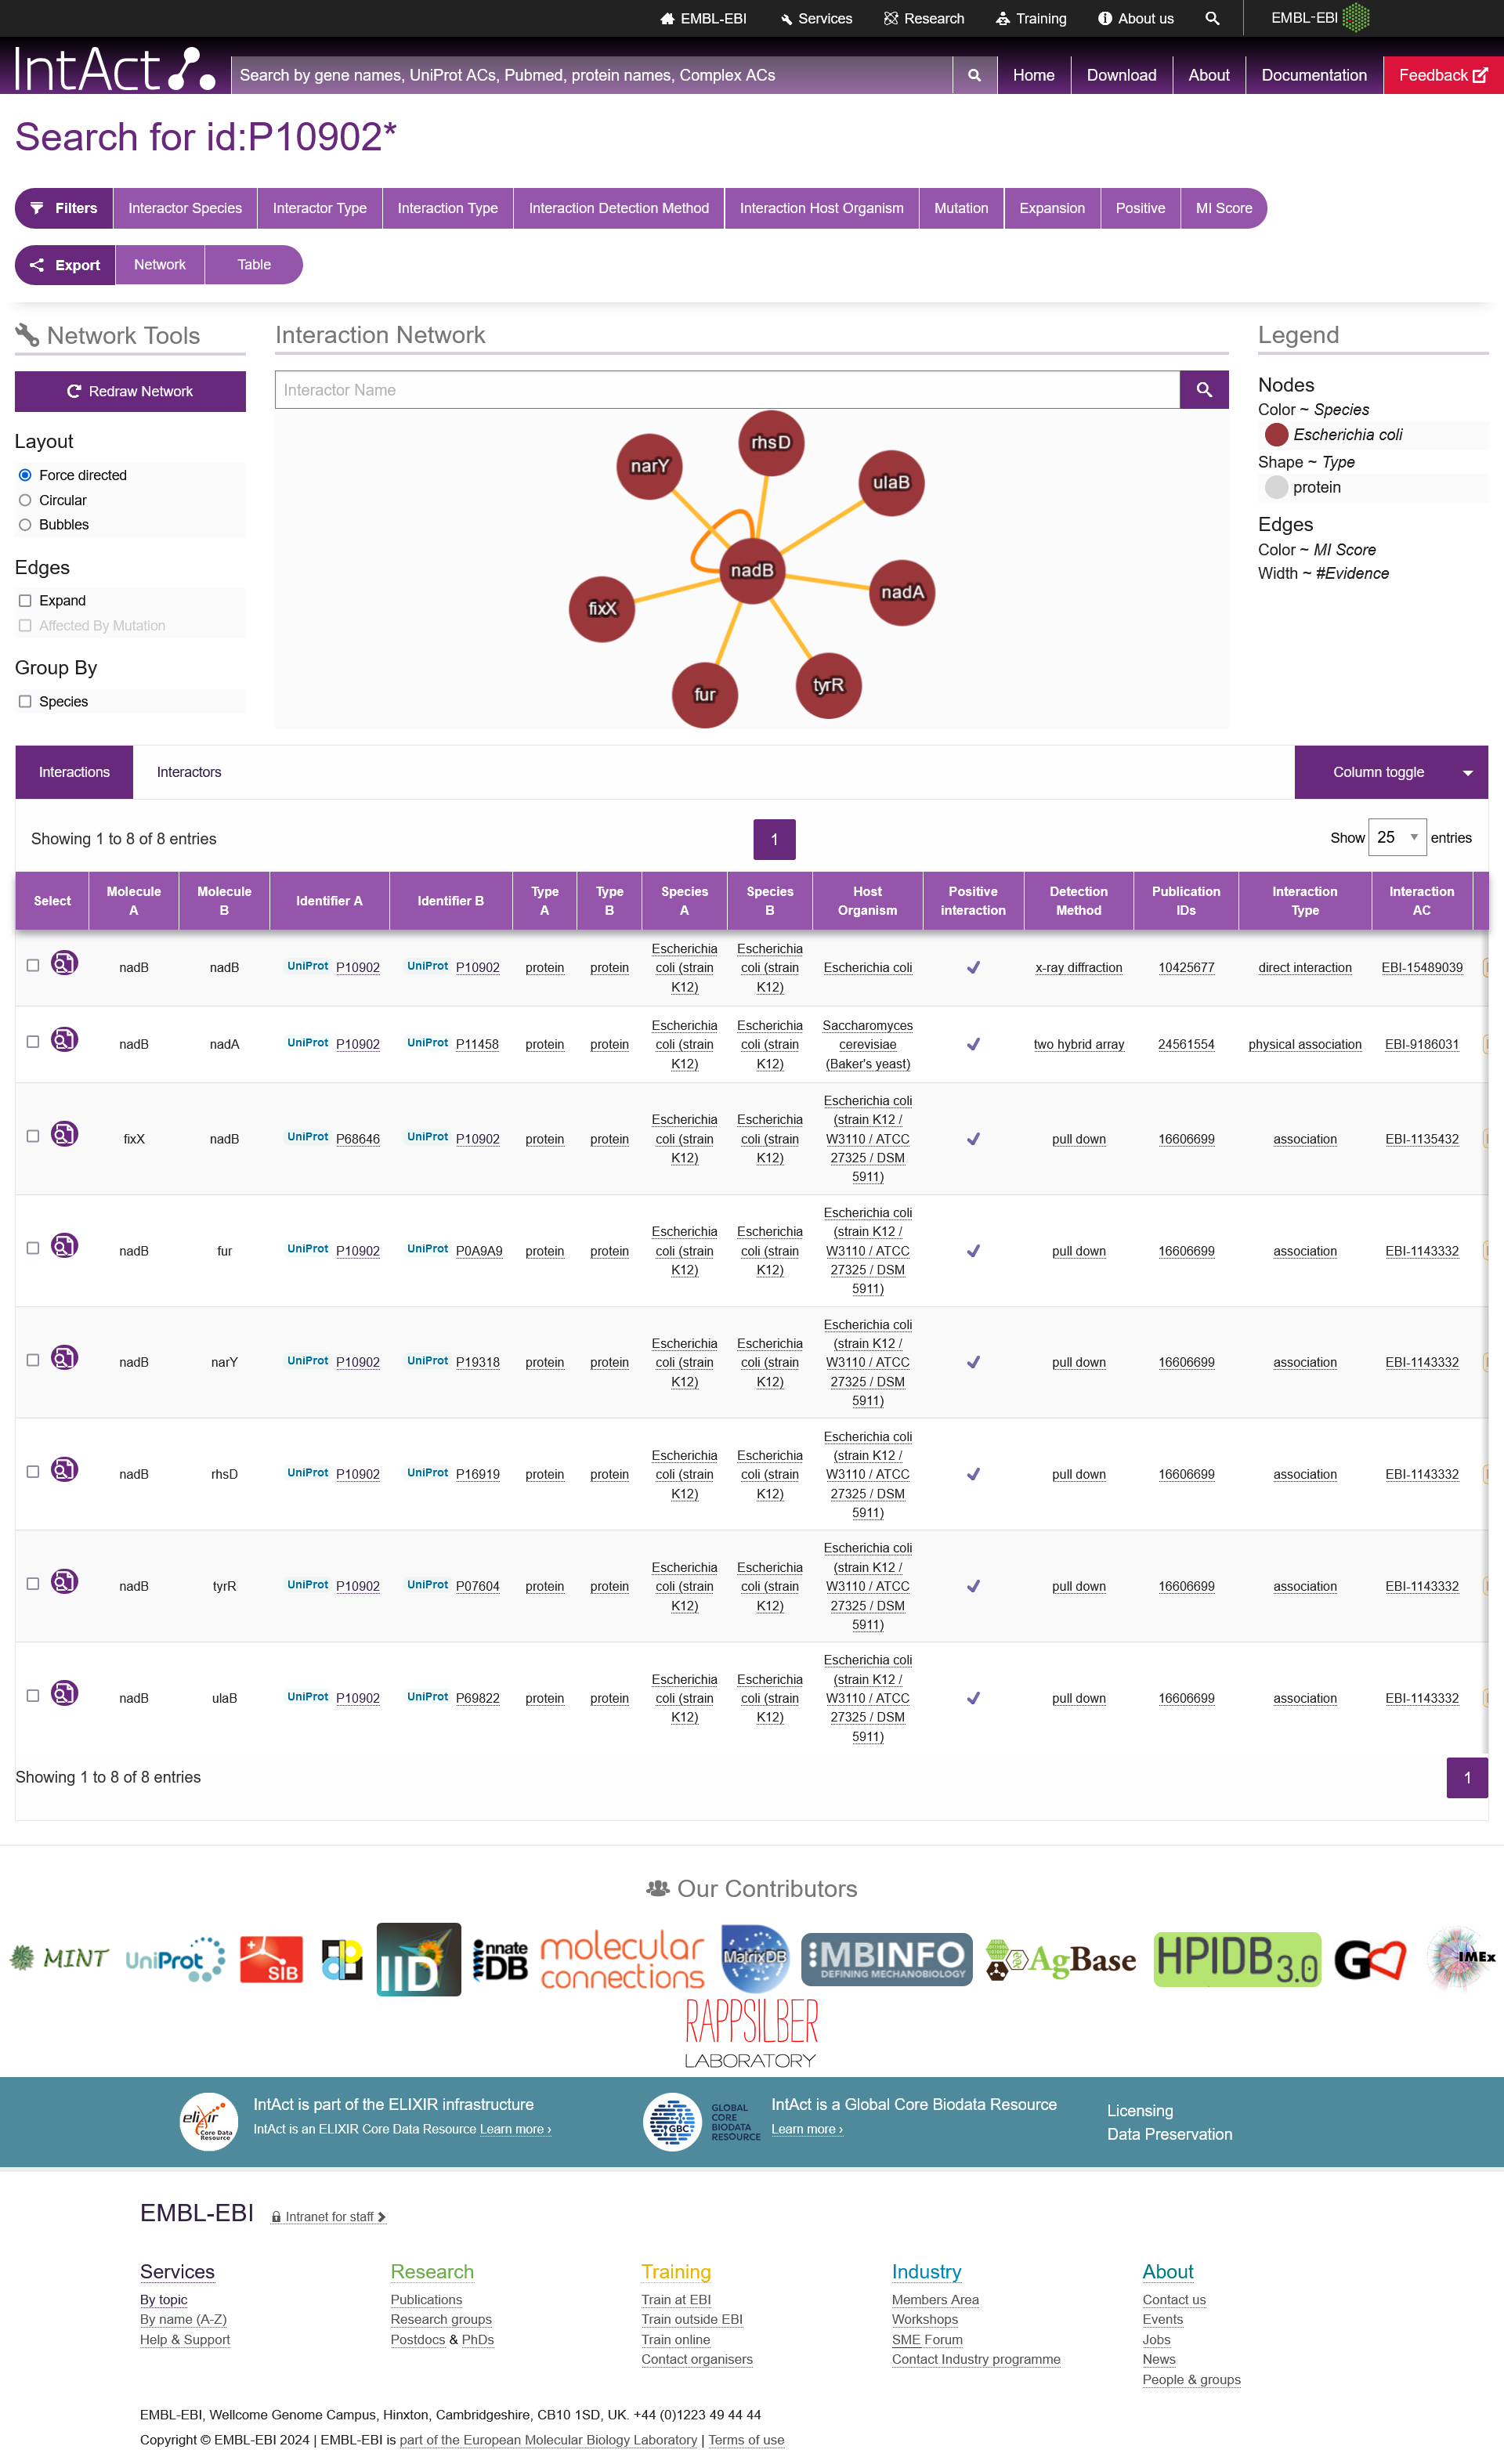 EMBL-EBI Services Research Training About us EMBL-EBI
IntAct Search by gene names, UniProt ACs, Pubmed, protein names, Complex ACs Home Download About Documentation Feedback
Search for id:P10902*
Filters Interactor Species Interactor Type Interaction Type Interaction Detection Method Interaction Host Organism Mutation Expansion Positive MI Score
Export Network Table
Network Tools
Redraw Network
Layout
Force directed
Circular
Bubbles
Edges
Expand
Affected By Mutation
Group By
Species
Interaction Network
Interactor Name
rhsD
narY
ulaB
nadB
nadA
fixX
tyrR
fur
Legend
Nodes
Color ~ Species
Escherichia coli
Shape ~ Type
protein
Edges
Color ~ MI Score
Width ~ #Evidence
Interactions Interactors Column toggle
Showing 1 to 8 of 8 entries 1 Show 25 entries
Select Molecule A Molecule B Identifier A Identifier B Type A Type B Species A Species B Host Organism Positive interaction Detection Method Publication IDs Interaction Type Interaction AC
nadB nadB UniProt P10902 UniProt P10902 protein protein Escherichia coli (strain K12) Escherichia coli (strain K12) Escherichia coli x-ray diffraction 10425677 direct interaction EBI-15489039
nadB nadA UniProt P10902 UniProt P11458 protein protein Escherichia coli (strain K12) Escherichia coli (strain K12) Saccharomyces cerevisiae (Baker's yeast) two hybrid array 24561554 physical association EBI-9186031
fixX nadB UniProt P68646 UniProt P10902 protein protein Escherichia coli (strain K12) Escherichia coli (strain K12) Escherichia coli (strain K12 / W3110 / ATCC 27325 / DSM 5911) pull down 16606699 association EBI-1135432
nadB fur UniProt P10902 UniProt P0A9A9 protein protein Escherichia coli (strain K12) Escherichia coli (strain K12) Escherichia coli (strain K12 / W3110 / ATCC 27325 / DSM 5911) pull down 16606699 association EBI-1143332
nadB narY UniProt P10902 UniProt P19318 protein protein Escherichia coli (strain K12) Escherichia coli (strain K12) Escherichia coli (strain K12 / W3110 / ATCC 27325 / DSM 5911) pull down 16606699 association EBI-1143332
nadB rhsD UniProt P10902 UniProt P16919 protein protein Escherichia coli (strain K12) Escherichia coli (strain K12) Escherichia coli (strain K12 / W3110 / ATCC 27325 / DSM 5911) pull down 16606699 association EBI-1143332
nadB tyrR UniProt P10902 UniProt P07604 protein protein Escherichia coli (strain K12) Escherichia coli (strain K12) Escherichia coli (strain K12 / W3110 / ATCC 27325 / DSM 5911) pull down 16606699 association EBI-1143332
nadB ulaB UniProt P10902 UniProt P69822 protein protein Escherichia coli (strain K12) Escherichia coli (strain K12) Escherichia coli (strain K12 / W3110 / ATCC 27325 / DSM 5911) pull down 16606699 association EBI-1143332
Showing 1 to 8 of 8 entries 1
Our Contributors
MINT UniProt SIB IID innate DB molecular connections MatrixDB MBINFO DEFINING MECHANOBIOLOGY AgBase HPIDB 3.0 G IMEx
RAPPSILBER
LABORATORY
elixir Core Data Resource
IntAct is part of the ELIXIR infrastructure
IntAct is an ELIXIR Core Data Resource Learn more ›
GBC GLOBAL CORE BIODATA RESOURCE
IntAct is a Global Core Biodata Resource
Learn more ›
Licensing
Data Preservation
EMBL-EBI Intranet for staff
Services
By topic
By name (A-Z)
Help & Support
Research
Publications
Research groups
Postdocs & PhDs
Training
Train at EBI
Train outside EBI
Train online
Contact organisers
Industry
Members Area
Workshops
SME Forum
Contact Industry programme
About
Contact us
Events
Jobs
News
People & groups
EMBL-EBI, Wellcome Genome Campus, Hinxton, Cambridgeshire, CB10 1SD, UK. +44 (0)1223 49 44 44
Copyright © EMBL-EBI 2024 | EMBL-EBI is part of the European Molecular Biology Laboratory | Terms of use